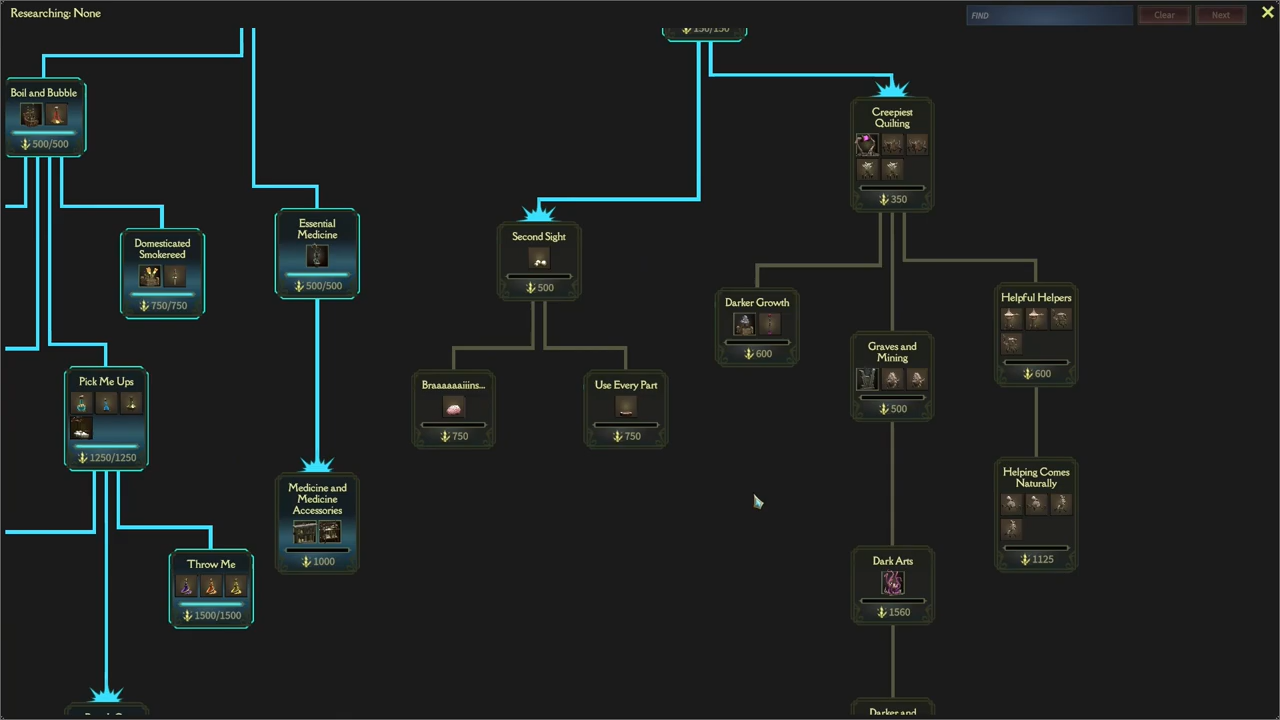 Researching: None
FIND
Clear
Next
150/150
Boil and Bubble
500/500
Creepiest
Quilting
350
Essential
Medicine
500/500
Second Sight
500
Domesticated
Smokereed
750/750
Darker Growth
600
Helpful Helpers
600
Graves and
Mining
500
Pick Me Ups
1250/1250
Braaaaaaiiins...
750
Use Every Part
750
Helping Comes
Naturally
1125
Medicine and
Medicine
Accessories
1000
Throw Me
1500/1500
Dark Arts
1560
Darker and